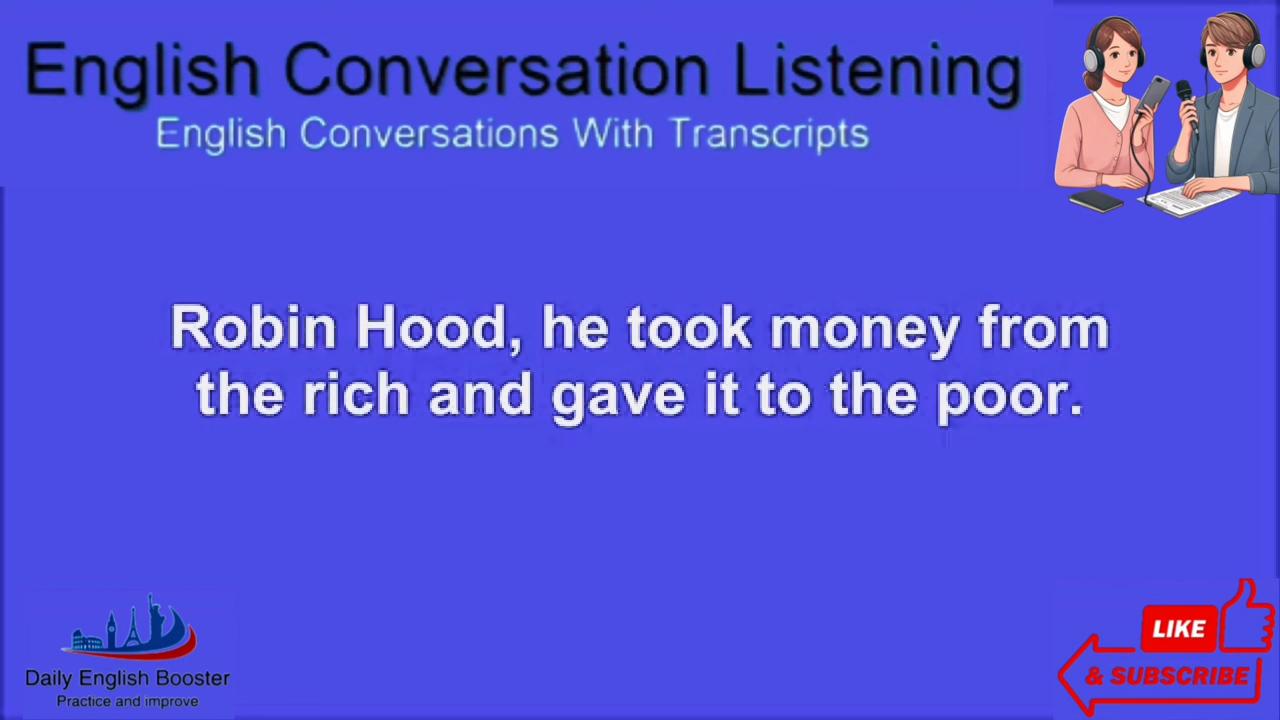 English Conversation Listening
English Conversations With Transcripts
Robin Hood, he took money from
the rich and gave it to the poor.
Daily English Booster
Practice and improve
LIKE
& SUBSCRIBE